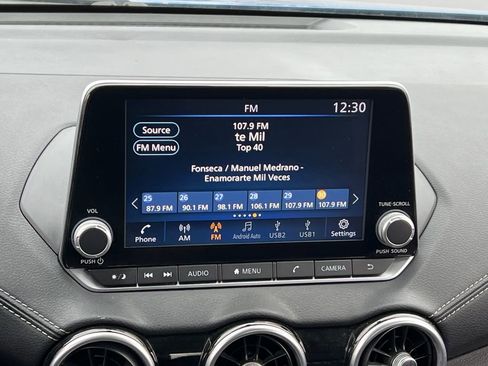 FM 12:30
Source
107.9 FM
te Mil
FM Menu
Top 40
Fonseca / Manuel Medrano -
Enamorarte Mil Veces
25 26 27 28 29
87.9 FM 90.1 FM 98.1 FM 106.1 FM 107.9 FM 107.9 FM
Phone AM FM Android Auto USB2 USB1 Settings
VOL
PUSH
TUNE·SCROLL
PUSH SOUND
AUDIO MENU CAMERA